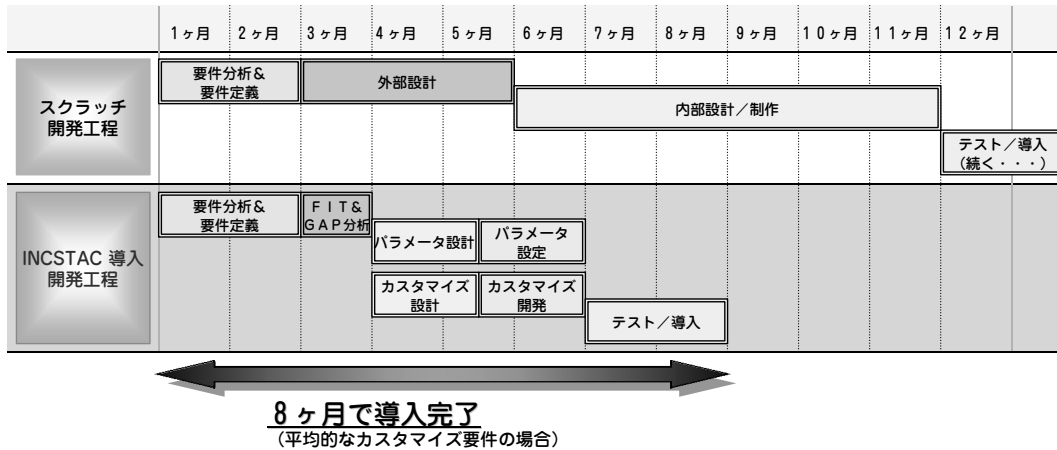 1ヶ月 2ヶ月 3ヶ月 4ヶ月 5ヶ月 6ヶ月 7ヶ月 8ヶ月 9ヶ月 10ヶ月 11ヶ月 12ヶ月
スクラッチ
開発工程
要件分析&
要件定義
外部設計
内部設計/制作
テスト/導入
(続く・・・)
INCSTAC 導入
開発工程
要件分析&
要件定義
FIT&
GAP分析
パラメータ設計
パラメータ
設定
カスタマイズ
設計
カスタマイズ
開発
テスト/導入
8ヶ月で導入完了
(平均的なカスタマイズ要件の場合)